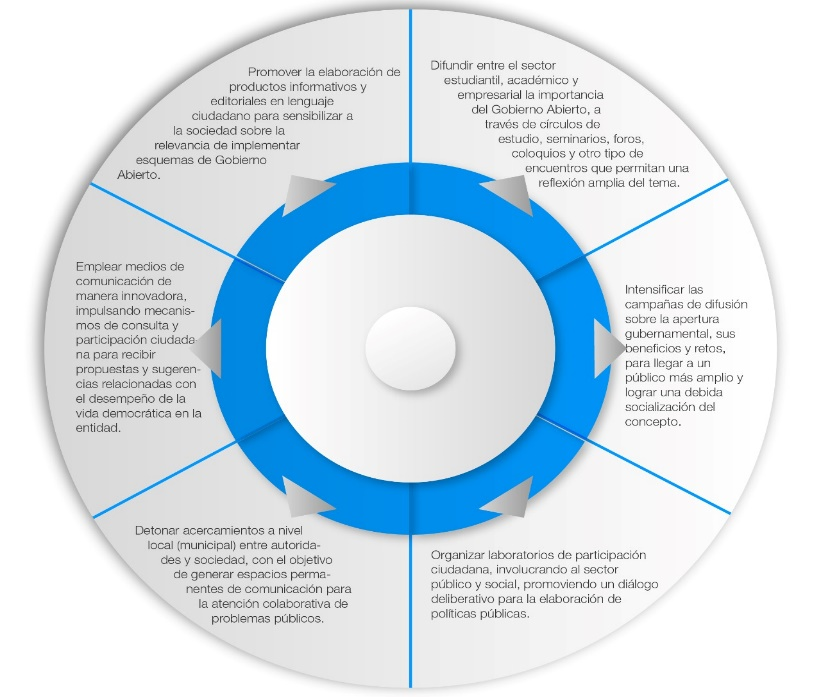 Promover la elaboración de
productos informativos y
editoriales en lenguaje
ciudadano para sensibilizar a
la sociedad sobre la
relevancia de implementar
esquemas de Gobierno
Abierto.
Difundir entre el sector
estudiantil, académico y
empresarial la importancia
del Gobierno Abierto, a
través de círculos de
estudio, seminarios, foros,
coloquios y otro tipo de
encuentros que permitan una
reflexión amplia del tema.
Intensificar las
campañas de difusión
sobre la apertura
gubernamental, sus
beneficios y retos,
para llegar a un
público más amplio y
lograr una debida
socialización del
concepto.
Organizar laboratorios de participación
ciudadana, involucrando al sector
público y social, promoviendo un diálogo
deliberativo para la elaboración de
políticas públicas.
Detonar acercamientos a nivel
local (municipal) entre autorida-
des y sociedad, con el objetivo
de generar espacios perma-
nentes de comunicación para
la atención colaborativa de
problemas públicos.
Emplear medios de
comunicación de
manera innovadora,
impulsando mecanis-
mos de consulta y
participación ciudada-
na para recibir
propuestas y sugeren-
cias relacionadas con
el desempeño de la
vida democrática en la
entidad.